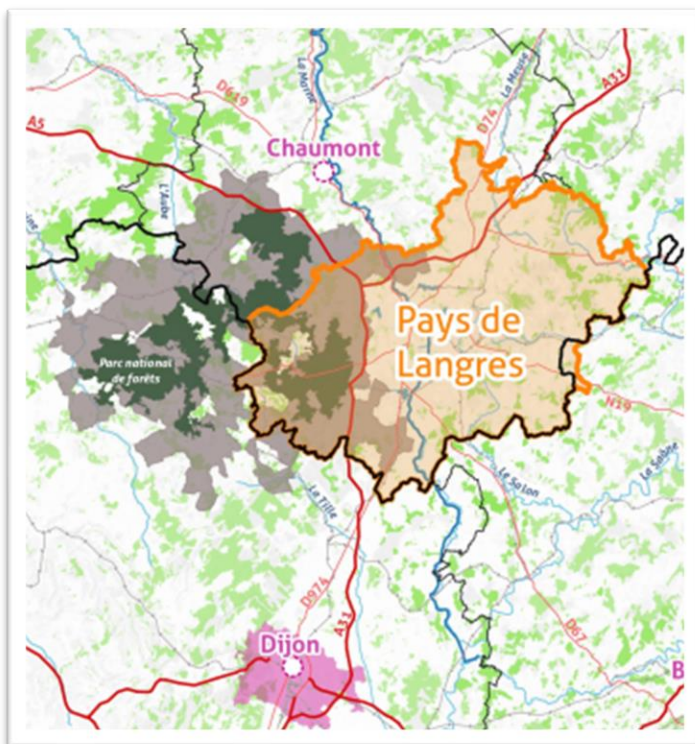 La Marne
D619
D74
La Meuse
A31
A5
Chaumont
L'Aube
Pays de
Langres
Parc national
de forêts
N19
Le Salon
La Saône
La Tille
D974
A31
D67
Dijon
B